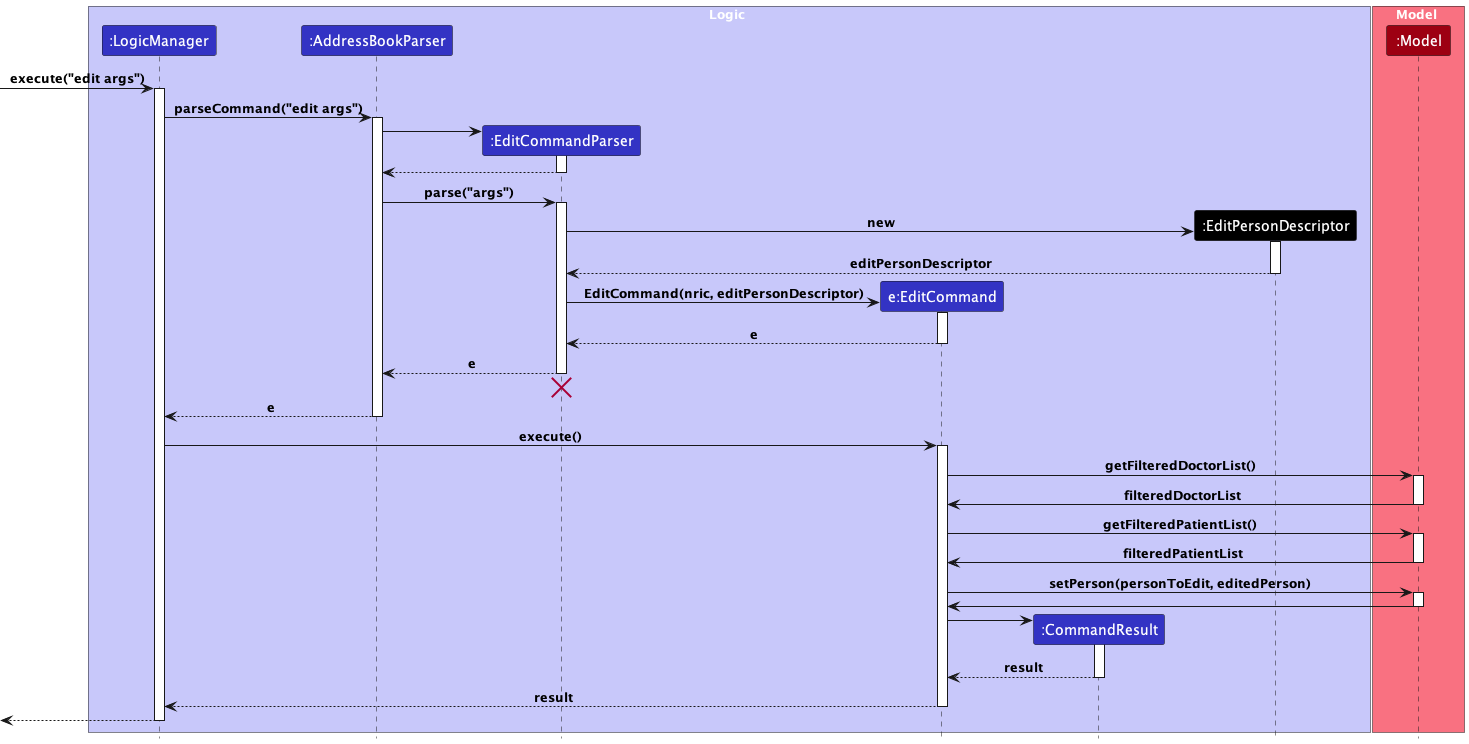 Logic
Model
:LogicManager
:AddressBookParser
:Model
execute("edit args")
parseCommand("edit args")
:EditCommandParser
parse("args")
new
:EditPersonDescriptor
editPersonDescriptor
EditCommand(nric, editPersonDescriptor)
e:EditCommand
e
e
e
execute()
getFilteredDoctorList()
filteredDoctorList
getFilteredPatientList()
filteredPatientList
setPerson(personToEdit, editedPerson)
:CommandResult
result
result